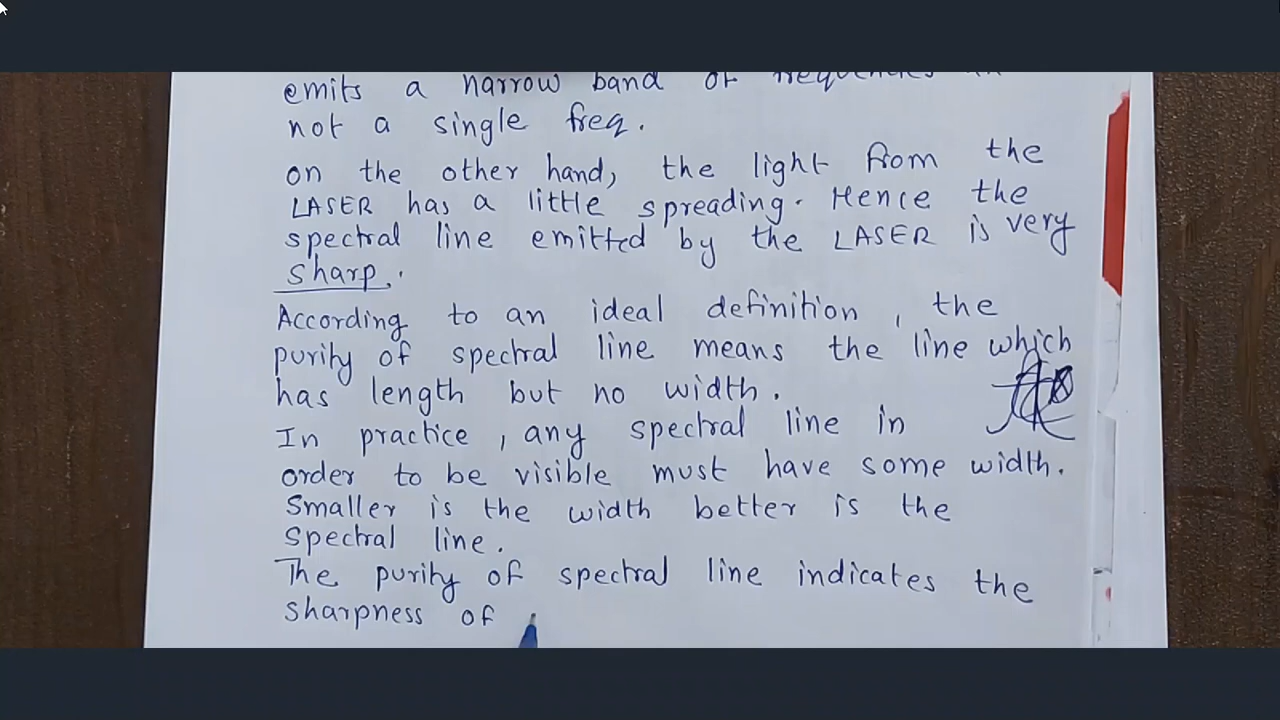 emits a narrow band of frequencies
not a single freq.
on the other hand, the light from the
LASER has a little spreading. Hence the
spectral line emitted by the LASER is very
sharp.
According to an ideal definition, the
purity of spectral line means the line which
has length but no width.
In practice, any spectral line in
order to be visible must have some width.
Smaller is the width better is the
Spectral line.
The purity of spectral line indicates the
sharpness of